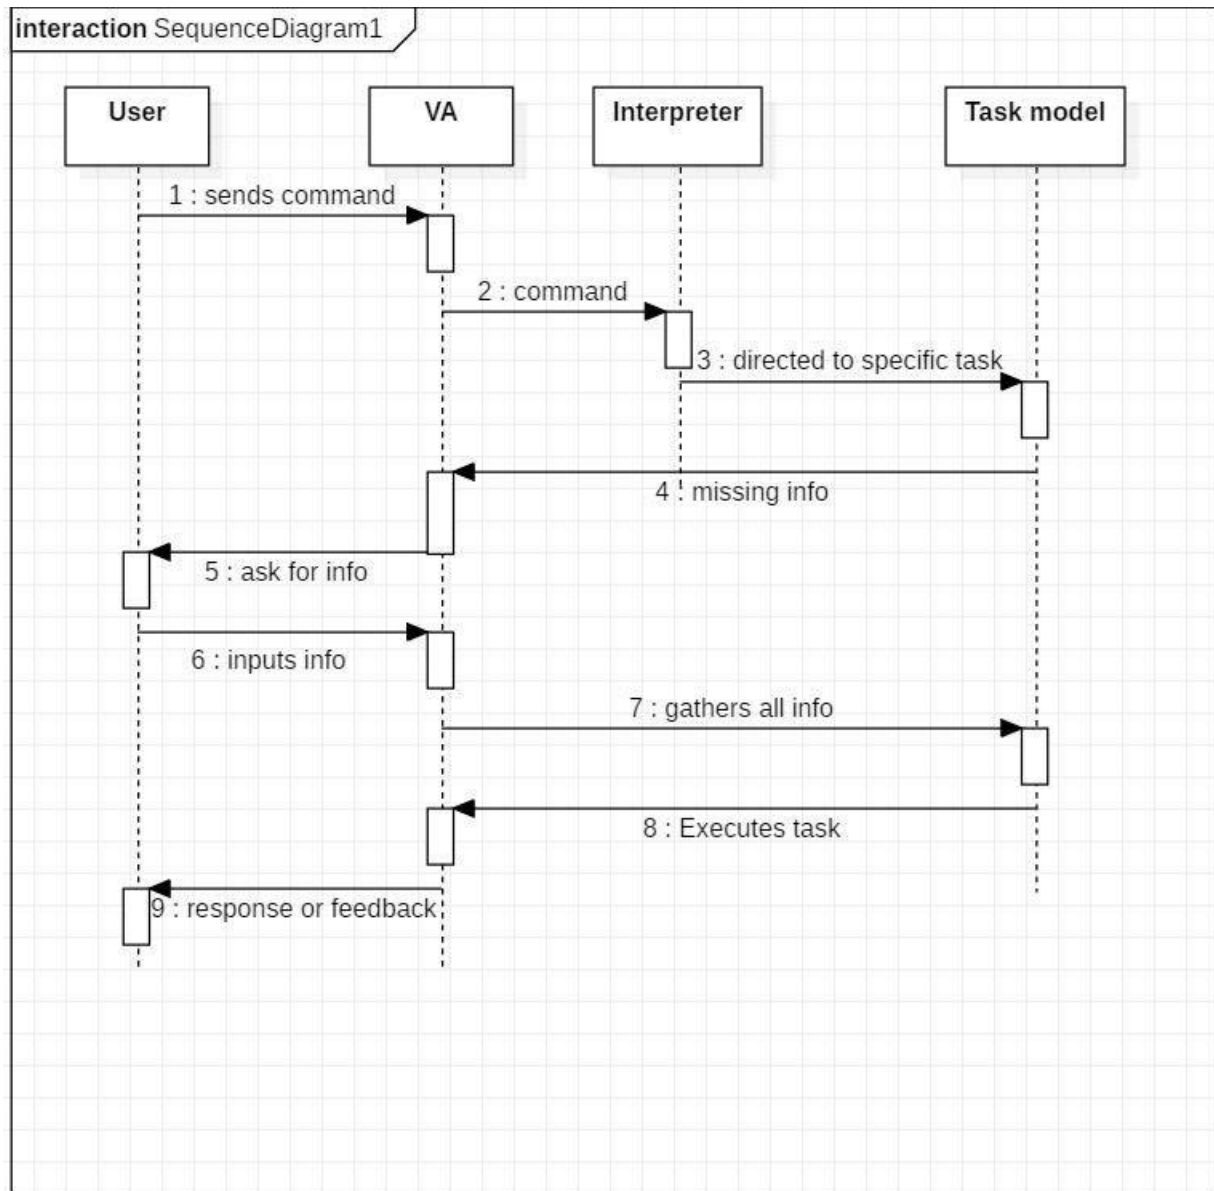 interaction SequenceDiagram1
User
VA
Interpreter
Task model
1 : sends command
2 : command
3 : directed to specific task
4 : missing info
5 : ask for info
6 : inputs info
7 : gathers all info
8 : Executes task
9 : response or feedback